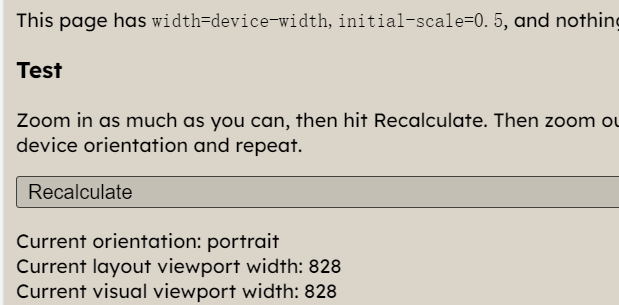 This page has width=device-width, initial-scale=0.5, and nothing
Test
Zoom in as much as you can, then hit Recalculate. Then zoom ou
device orientation and repeat.
Recalculate
Current orientation: portrait
Current layout viewport width: 828
Current visual viewport width: 828